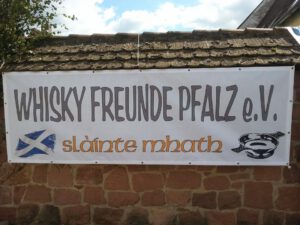 WHISKY FREUNDE PFALZ e.V.
slàinte mhath